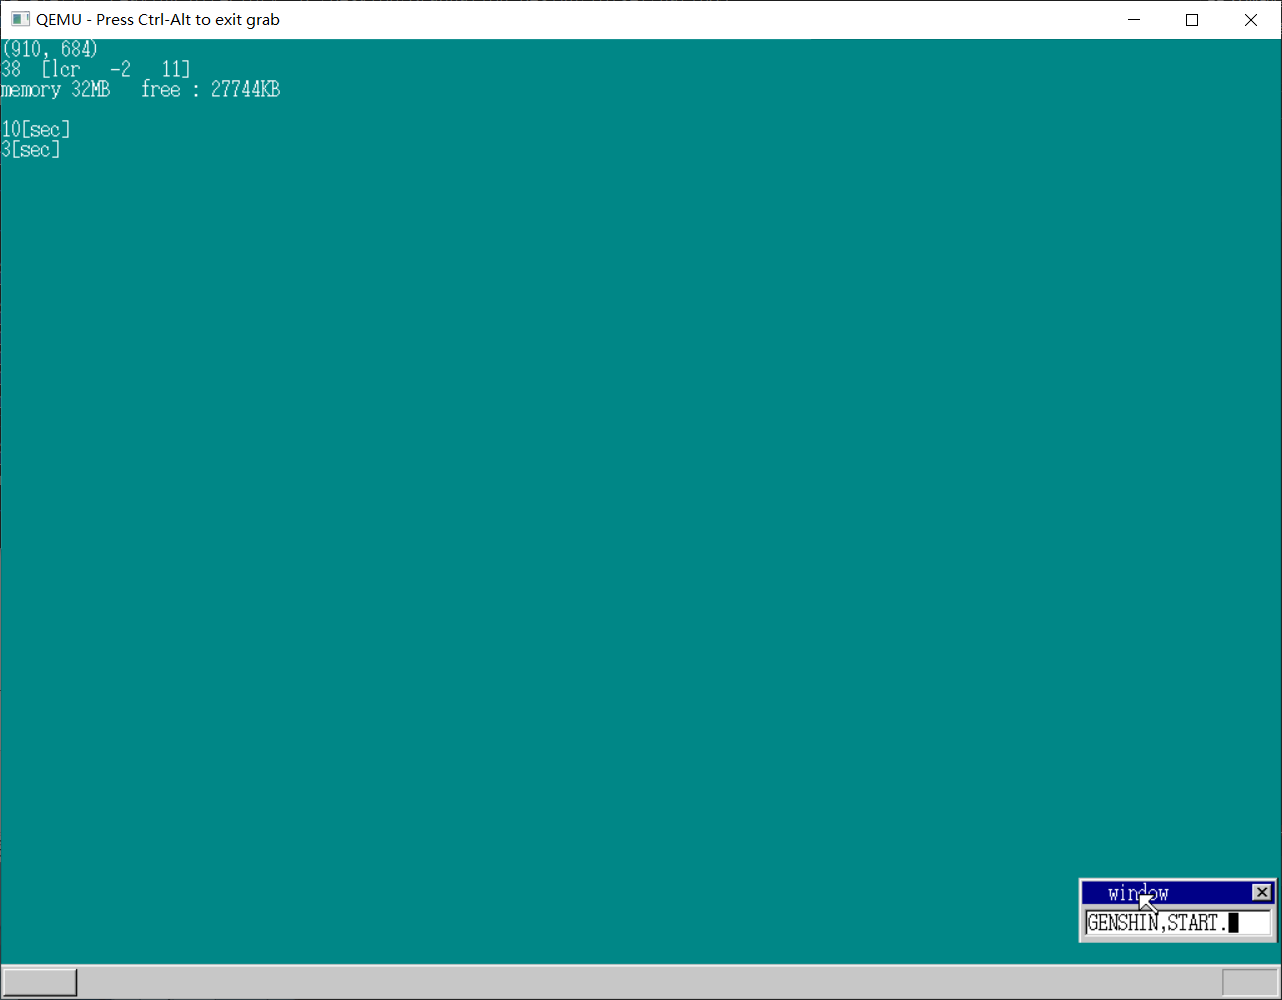 QEMU - Press Ctrl-Alt to exit grab
(910, 684)
38 [lcr -2 11]
memory 32MB free : 27744KB
10[sec]
3[sec]
window
GENSHIN,START.